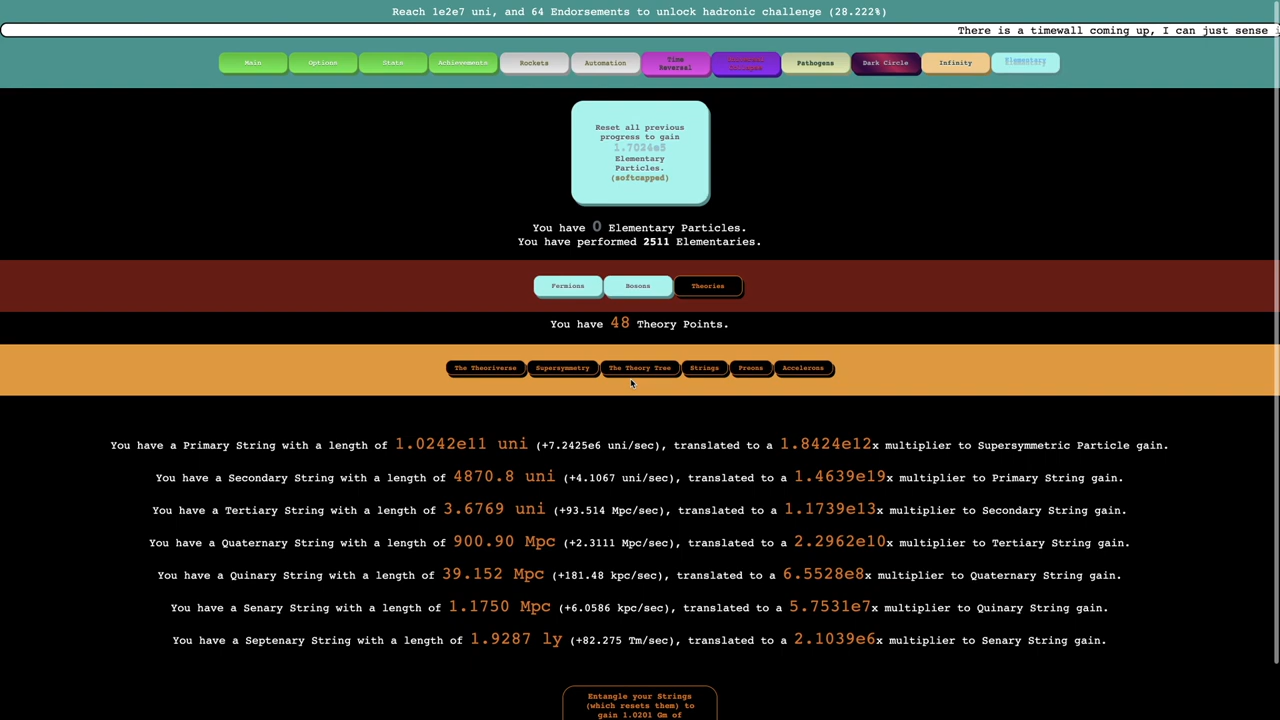 Reach 1e2e7 uni, and 64 Endorsements to unlock hadronic challenge (28.222%)
There is a timewall coming up, I can just sense
Main Options Stats Achievements Rockets Automation Time Reversal Pathogens Dark Circle Infinity Elementary
Reset all previous
progress to gain
1.7024e5
Elementary
Particles.
(softcapped)
You have 0 Elementary Particles.
You have performed 2511 Elementaries.
Fermions Bosons Theories
You have 48 Theory Points.
The Theoriverse Supersymmetry The Theory Tree Strings Preons Accelerons
You have a Primary String with a length of 1.0242e11 uni (+7.2425e6 uni/sec), translated to a 1.8424e12x multiplier to Supersymmetric Particle gain.
You have a Secondary String with a length of 4870.8 uni (+4.1067 uni/sec), translated to a 1.4639e19x multiplier to Primary String gain.
You have a Tertiary String with a length of 3.6769 uni (+93.514 Mpc/sec), translated to a 1.1739e13x multiplier to Secondary String gain.
You have a Quaternary String with a length of 900.90 Mpc (+2.3111 Mpc/sec), translated to a 2.2962e10x multiplier to Tertiary String gain.
You have a Quinary String with a length of 39.152 Mpc (+181.48 kpc/sec), translated to a 6.5528e8x multiplier to Quaternary String gain.
You have a Senary String with a length of 1.1750 Mpc (+6.0586 kpc/sec), translated to a 5.7531e7x multiplier to Quinary String gain.
You have a Septenary String with a length of 1.9287 ly (+82.275 Tm/sec), translated to a 2.1039e6x multiplier to Senary String gain.
Entangle your Strings
(which resets them) to
gain 1.0201 Gm of